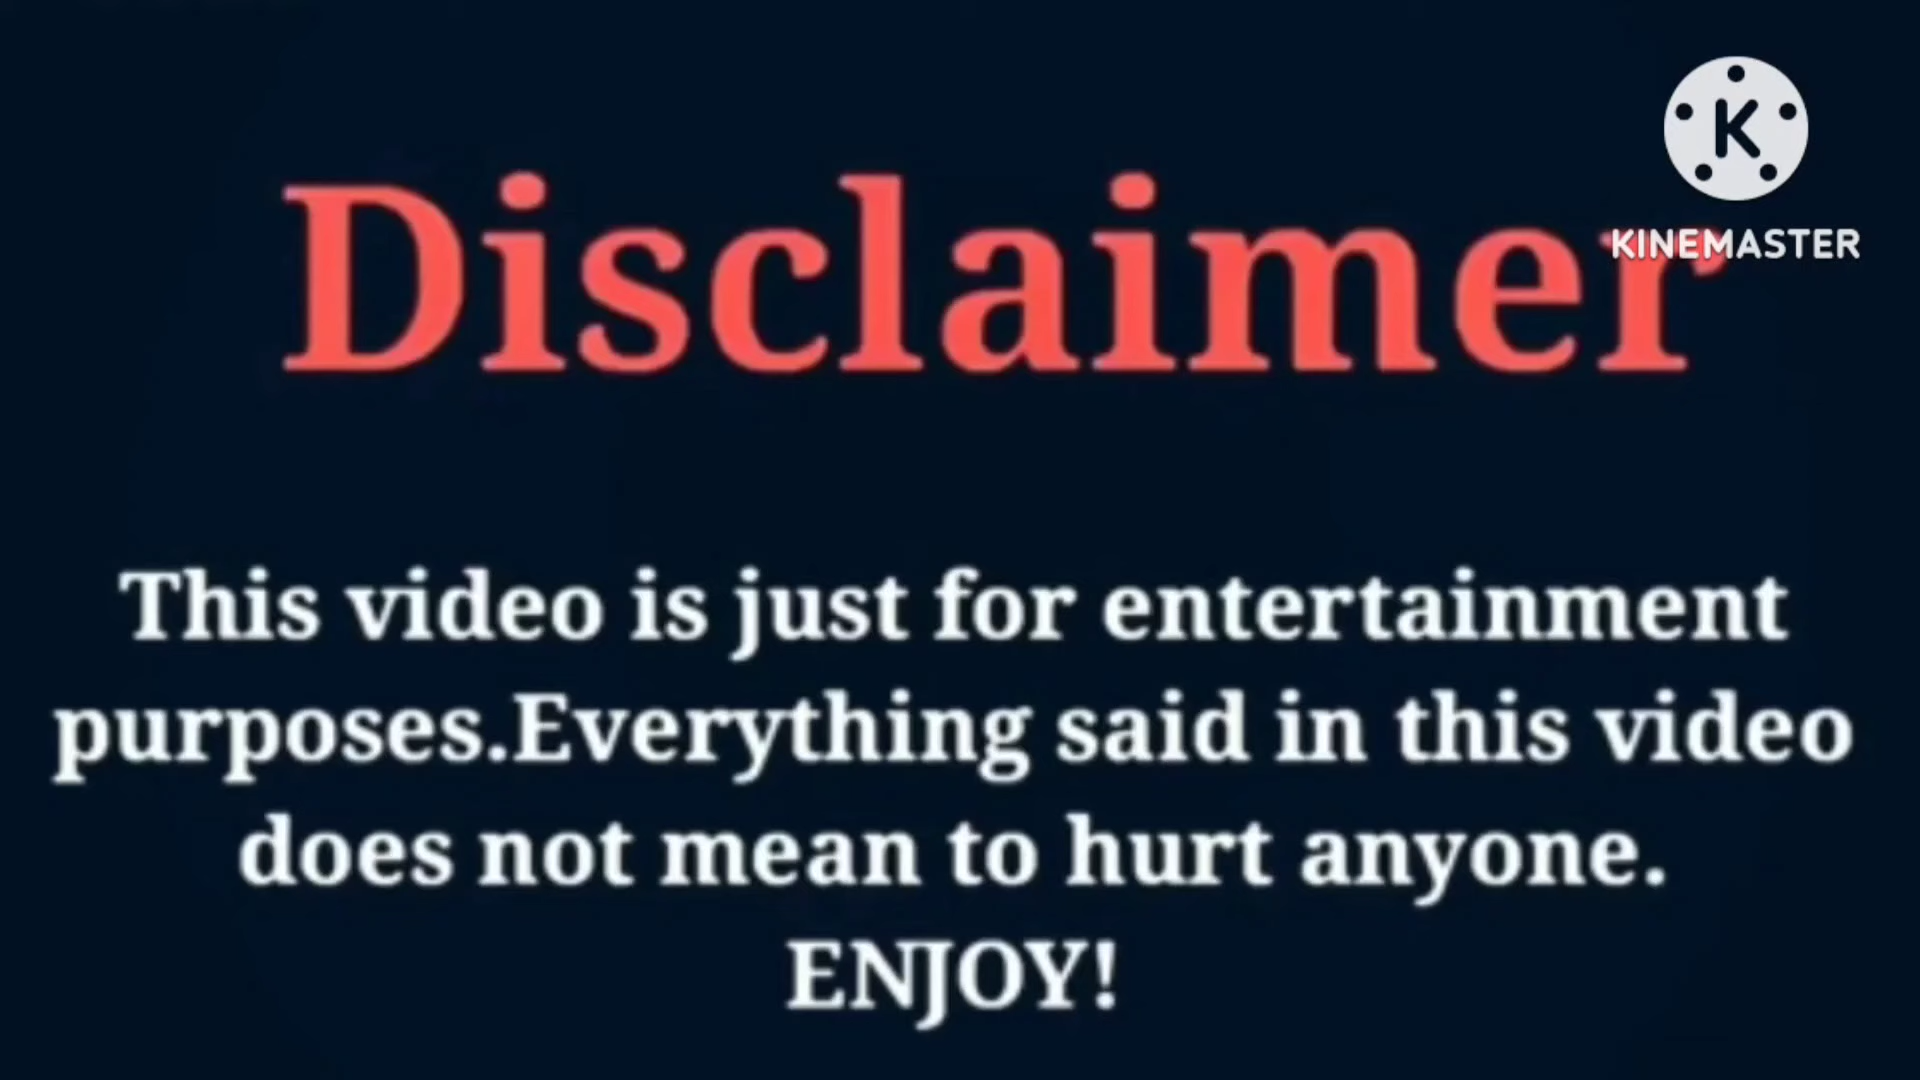 K
KINEMASTER
Disclaimer
This video is just for entertainment
purposes.Everything said in this video
does not mean to hurt anyone.
ENJOY!